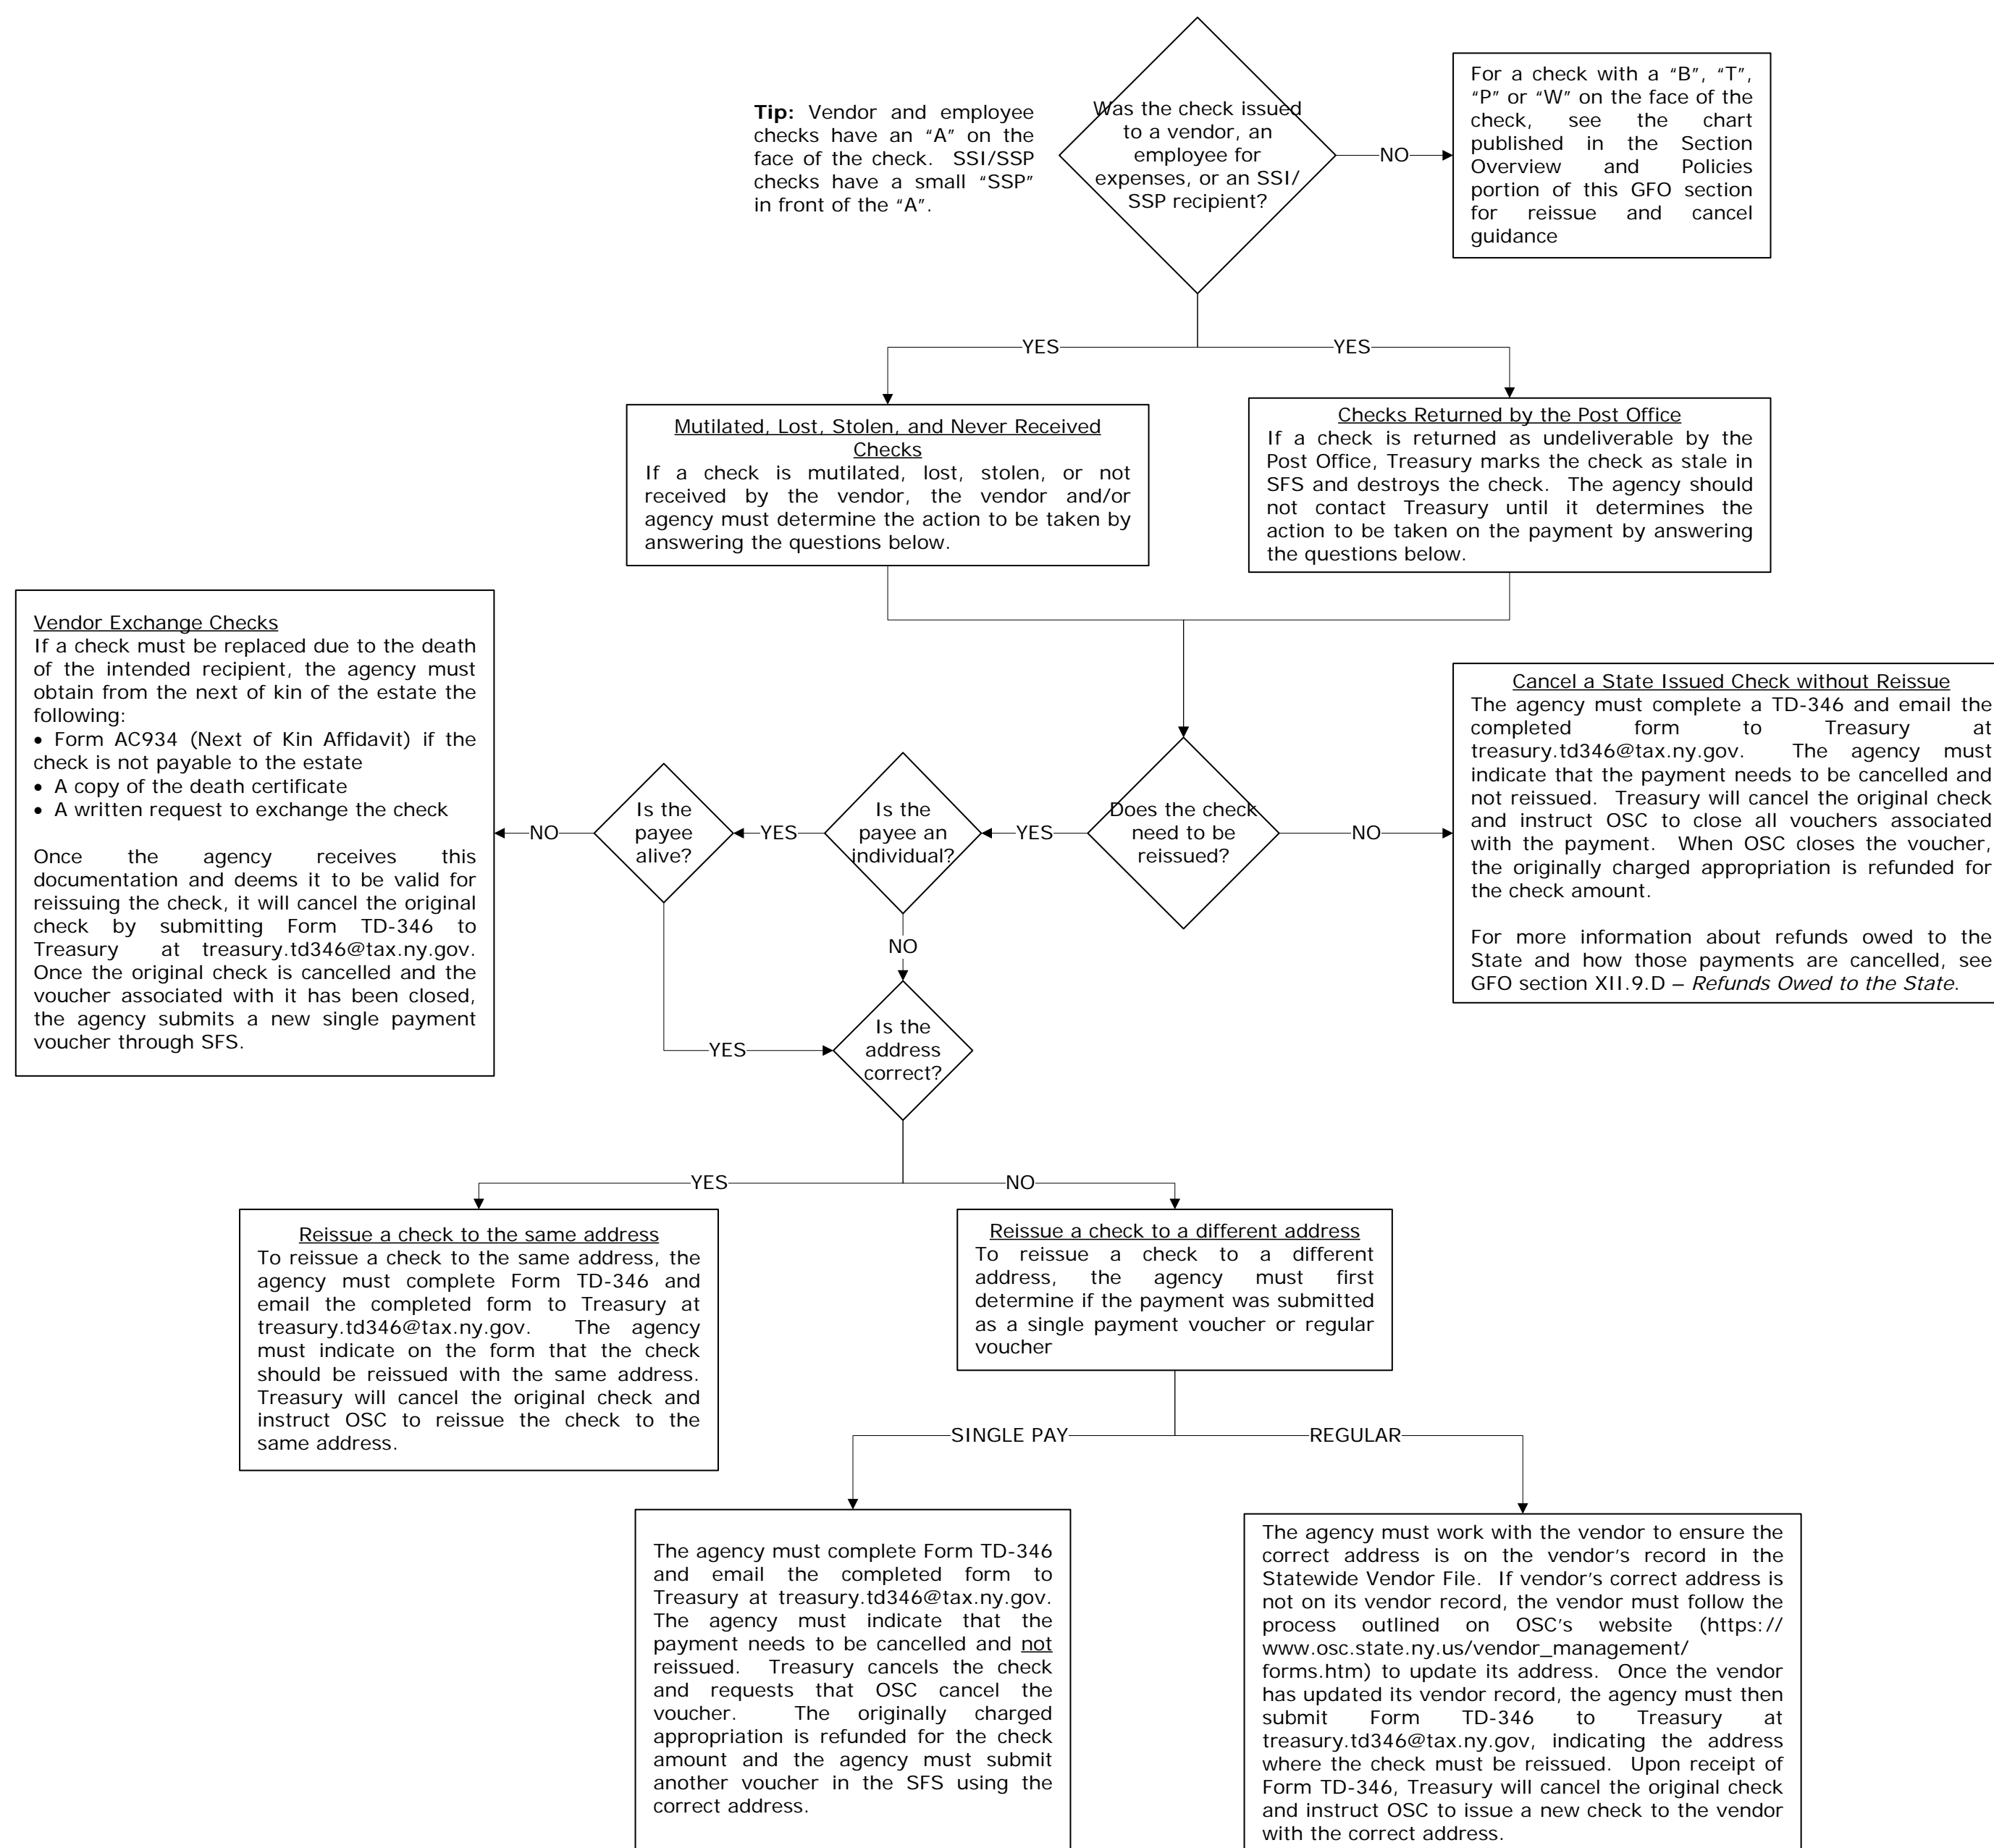 Tip: Vendor and employee
checks have an “A” on the
face of the check. SSI/SSP
checks have a small “SSP”
in front of the “A”.
Was the check issued
to a vendor, an
employee for
expenses, or an SSI/
SSP recipient?
NO
For a check with a “B”, “T”,
“P” or “W” on the face of the
check, see the chart
published in the Section
Overview and Policies
portion of this GFO section
for reissue and cancel
guidance
YES
YES
Mutilated, Lost, Stolen, and Never Received
Checks
If a check is mutilated, lost, stolen, or not
received by the vendor, the vendor and/or
agency must determine the action to be taken by
answering the questions below.
Checks Returned by the Post Office
If a check is returned as undeliverable by the
Post Office, Treasury marks the check as stale in
SFS and destroys the check. The agency should
not contact Treasury until it determines the
action to be taken on the payment by answering
the questions below.
Vendor Exchange Checks
If a check must be replaced due to the death
of the intended recipient, the agency must
obtain from the next of kin of the estate the
following:
• Form AC934 (Next of Kin Affidavit) if the
check is not payable to the estate
• A copy of the death certificate
• A written request to exchange the check
Once the agency receives this
documentation and deems it to be valid for
reissuing the check, it will cancel the original
check by submitting Form TD-346 to
Treasury at treasury.td346@tax.ny.gov.
Once the original check is cancelled and the
voucher associated with it has been closed,
the agency submits a new single payment
voucher through SFS.
NO
Is the
payee
alive?
YES
Is the
payee an
individual?
YES
Does the check
need to be
reissued?
NO
Cancel a State Issued Check without Reissue
The agency must complete a TD-346 and email the
completed form to Treasury at
treasury.td346@tax.ny.gov. The agency must
indicate that the payment needs to be cancelled and
not reissued. Treasury will cancel the original check
and instruct OSC to close all vouchers associated
with the payment. When OSC closes the voucher,
the originally charged appropriation is refunded for
the check amount.
For more information about refunds owed to the
State and how those payments are cancelled, see
GFO section XII.9.D – Refunds Owed to the State.
NO
YES
Is the
address
correct?
YES
NO
Reissue a check to the same address
To reissue a check to the same address, the
agency must complete Form TD-346 and
email the completed form to Treasury at
treasury.td346@tax.ny.gov. The agency
must indicate on the form that the check
should be reissued with the same address.
Treasury will cancel the original check and
instruct OSC to reissue the check to the
same address.
Reissue a check to a different address
To reissue a check to a different
address, the agency must first
determine if the payment was submitted
as a single payment voucher or regular
voucher
SINGLE PAY
REGULAR
The agency must complete Form TD-346
and email the completed form to
Treasury at treasury.td346@tax.ny.gov.
The agency must indicate that the
payment needs to be cancelled and not
reissued. Treasury cancels the check
and requests that OSC cancel the
voucher. The originally charged
appropriation is refunded for the check
amount and the agency must submit
another voucher in the SFS using the
correct address.
The agency must work with the vendor to ensure the
correct address is on the vendor’s record in the
Statewide Vendor File. If vendor’s correct address is
not on its vendor record, the vendor must follow the
process outlined on OSC’s website (https://
www.osc.state.ny.us/vendor_management/
forms.htm) to update its address. Once the vendor
has updated its vendor record, the agency must then
submit Form TD-346 to Treasury at
treasury.td346@tax.ny.gov, indicating the address
where the check must be reissued. Upon receipt of
Form TD-346, Treasury will cancel the original check
and instruct OSC to issue a new check to the vendor
with the correct address.